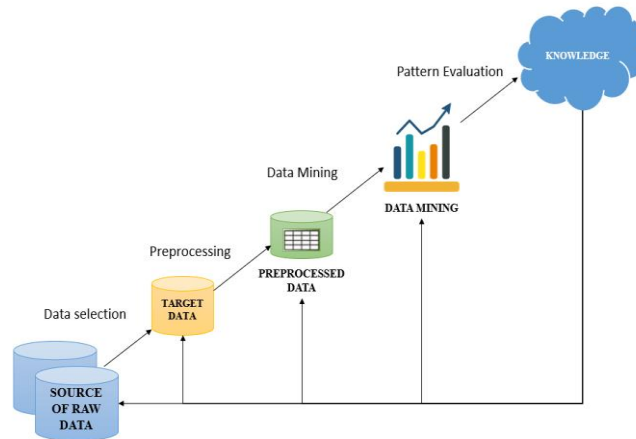 KNOWLEDGE
Pattern Evaluation
Data Mining
DATA MINING
Preprocessing
PREPROCESSED
DATA
Data selection
TARGET
DATA
SOURCE
OF RAW
DATA